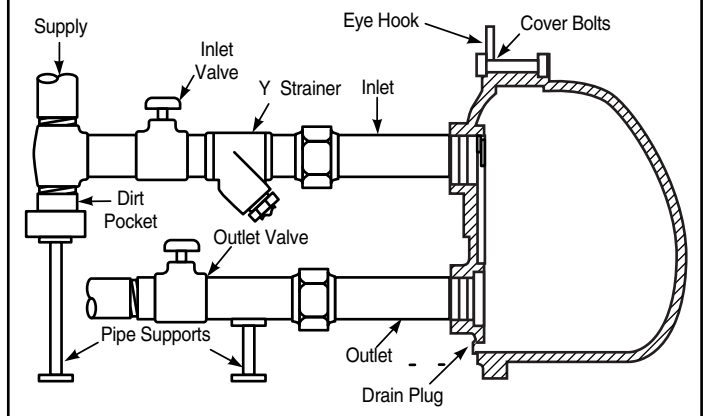 Supply
Inlet
Valve
Y Strainer
Inlet
Eye Hook
Cover Bolts
Dirt
Pocket
Outlet Valve
Pipe Supports
Outlet
Drain Plug